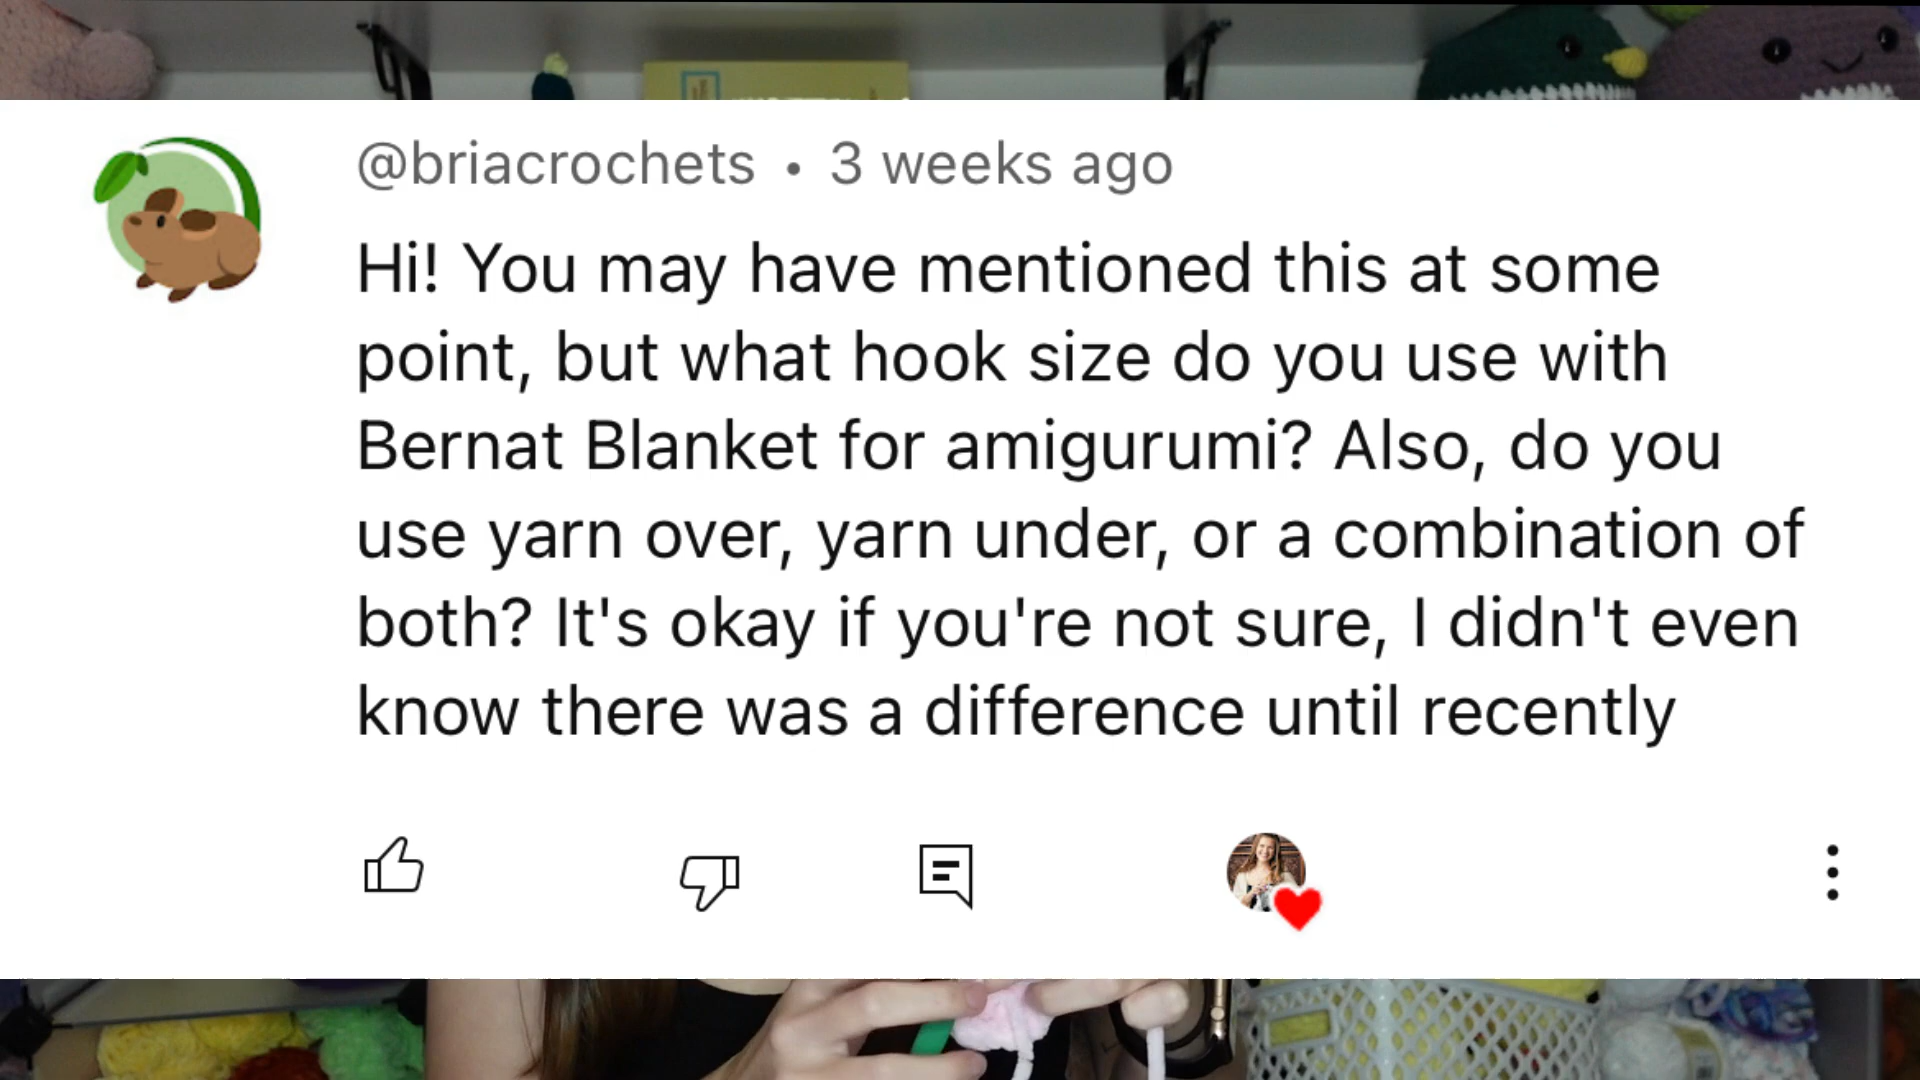 @briacrochets • 3 weeks ago
Hi! You may have mentioned this at some
point, but what hook size do you use with
Bernat Blanket for amigurumi? Also, do you
use yarn over, yarn under, or a combination of
both? It's okay if you're not sure, I didn't even
know there was a difference until recently